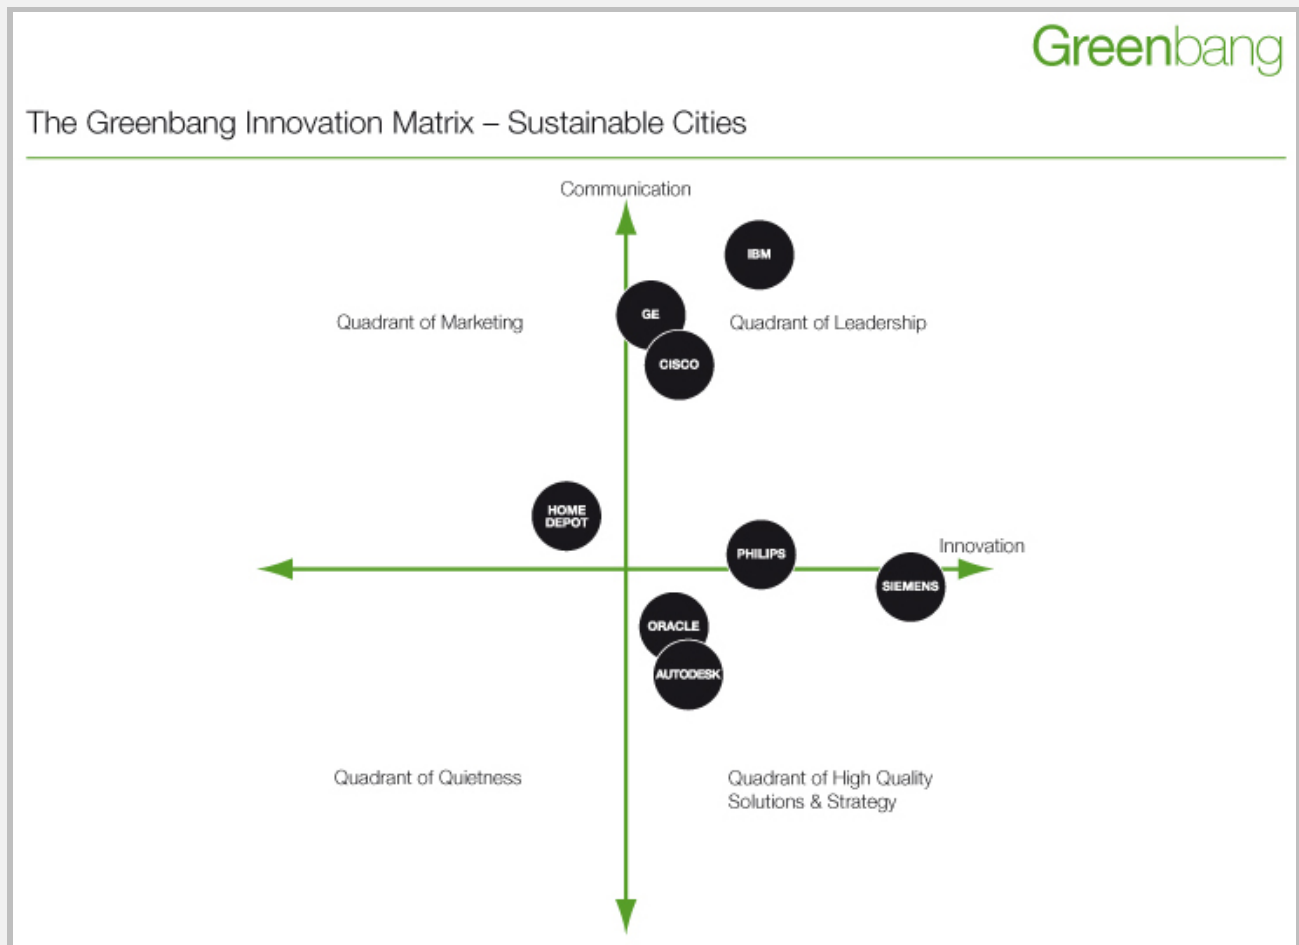 Greenbang
The Greenbang Innovation Matrix – Sustainable Cities
Communication
IBM
GE
Quadrant of Marketing
Quadrant of Leadership
CISCO
HOME
DEPOT
PHILIPS
Innovation
SIEMENS
ORACLE
AUTODESK
Quadrant of Quietness
Quadrant of High Quality
Solutions & Strategy